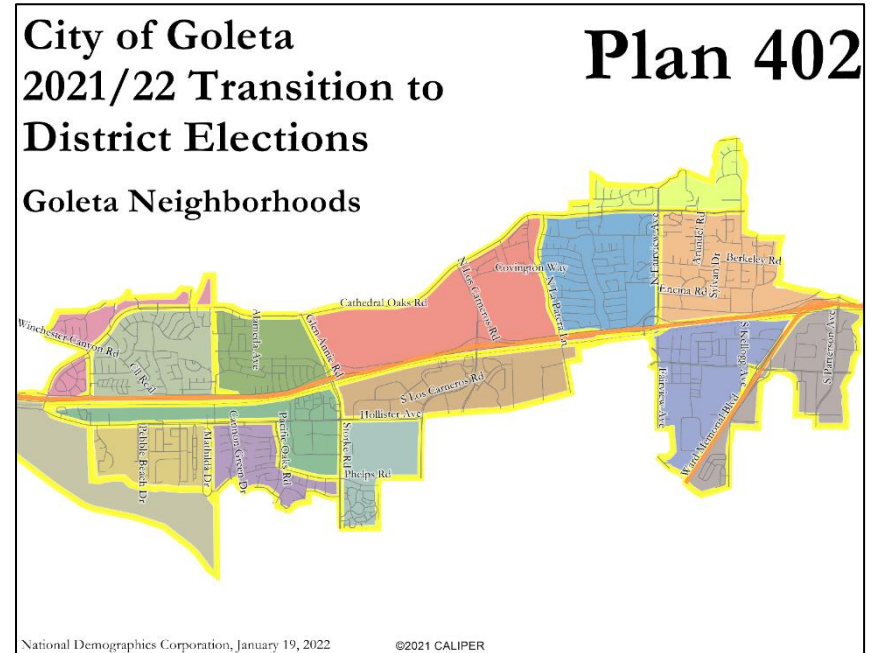 City of Goleta
2021/22 Transition to
District Elections
Plan 402
Goleta Neighborhoods
N Fairview Ave
Arundel Rd
Berkeley Rd
Sylvan Dr
Encina Rd
Covington Way
N Los Carneros Rd
N La Patera Ln
Cathedral Oaks Rd
Winchester Canyon Rd
Alameda Ave
Glen Annie Rd
S Kellogg Ave
S Patterson Ave
S Los Carneros Rd
Hollister Ave
Fairview Ave
Ward Memorial Blvd
Pebble Beach Dr
Mathilda Dr
Cannon Green Dr
Pacific Oaks Rd
Storke Rd
Phelps Rd
National Demographics Corporation, January 19, 2022
©2021 CALIPER